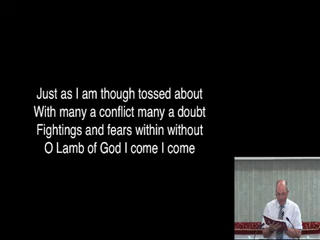 Just as I am though tossed about
With many a conflict many a doubt
Fightings and fears within without
O Lamb of God I come I come